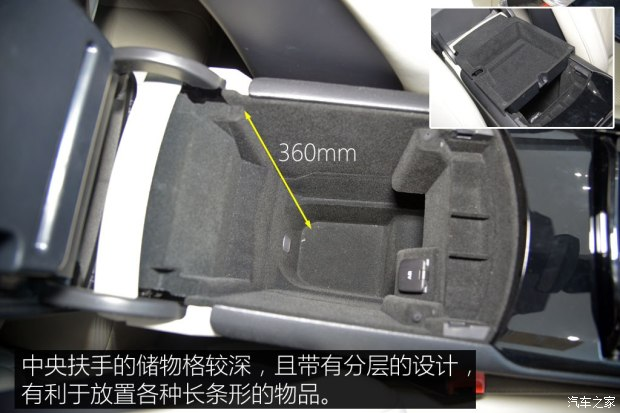 360mm
中央扶手的储物格较深，且带有分层的设计，
有利于放置各种长条形的物品。
汽车之家